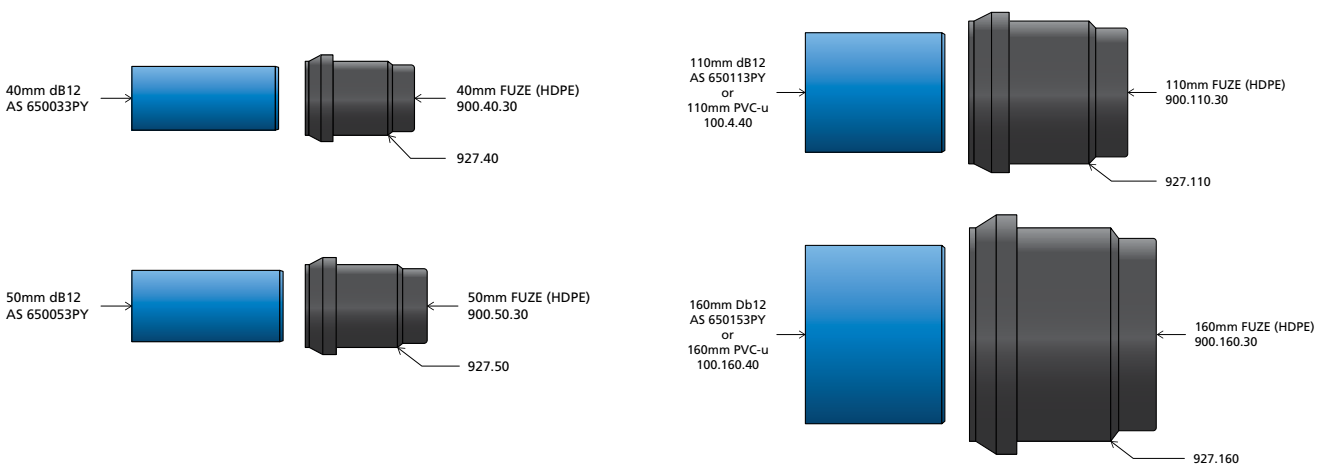 40mm dB12
AS 650033PY
40mm FUZE (HDPE)
900.40.30
927.40
50mm dB12
AS 650053PY
50mm FUZE (HDPE)
900.50.30
927.50
110mm dB12
AS 650113PY
or
110mm PVC-u
100.4.40
110mm FUZE (HDPE)
900.110.30
927.110
160mm Db12
AS 650153PY
or
160mm PVC-u
100.160.40
160mm FUZE (HDPE)
900.160.30
927.160